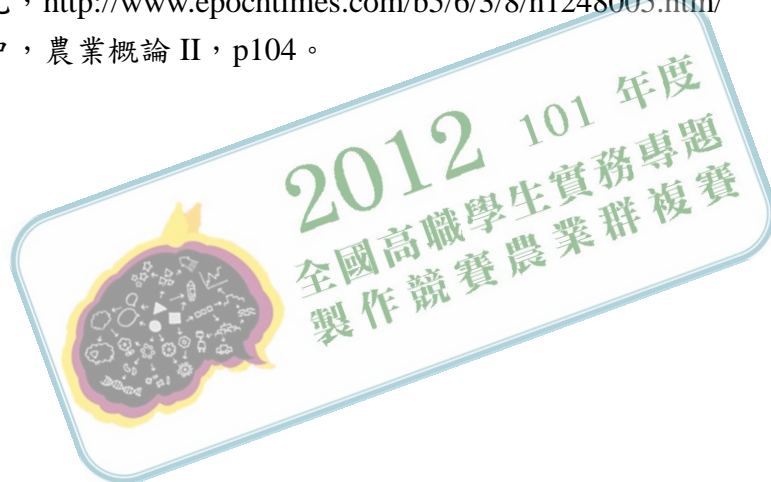 ，http://www.epochtimes.com/b5/6/3/8/n1248005.htm/
，農業概論 II，p104。
2012 101 年度
全國高職學生實務專題
製作競賽農業群複賽